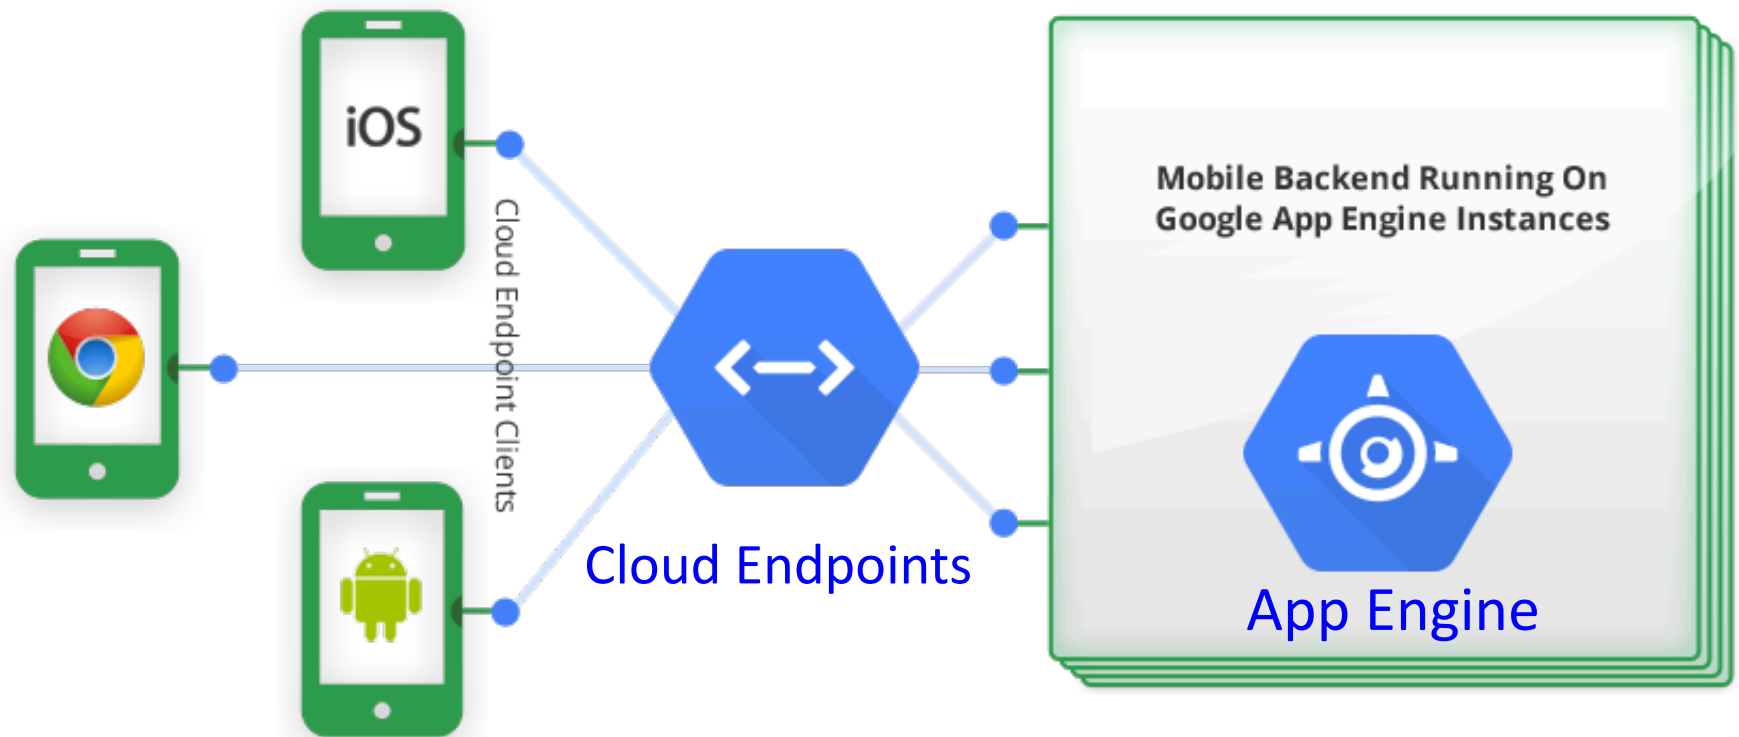 iOS
Cloud Endpoint Clients
Cloud Endpoints
Mobile Backend Running On
Google App Engine Instances
App Engine